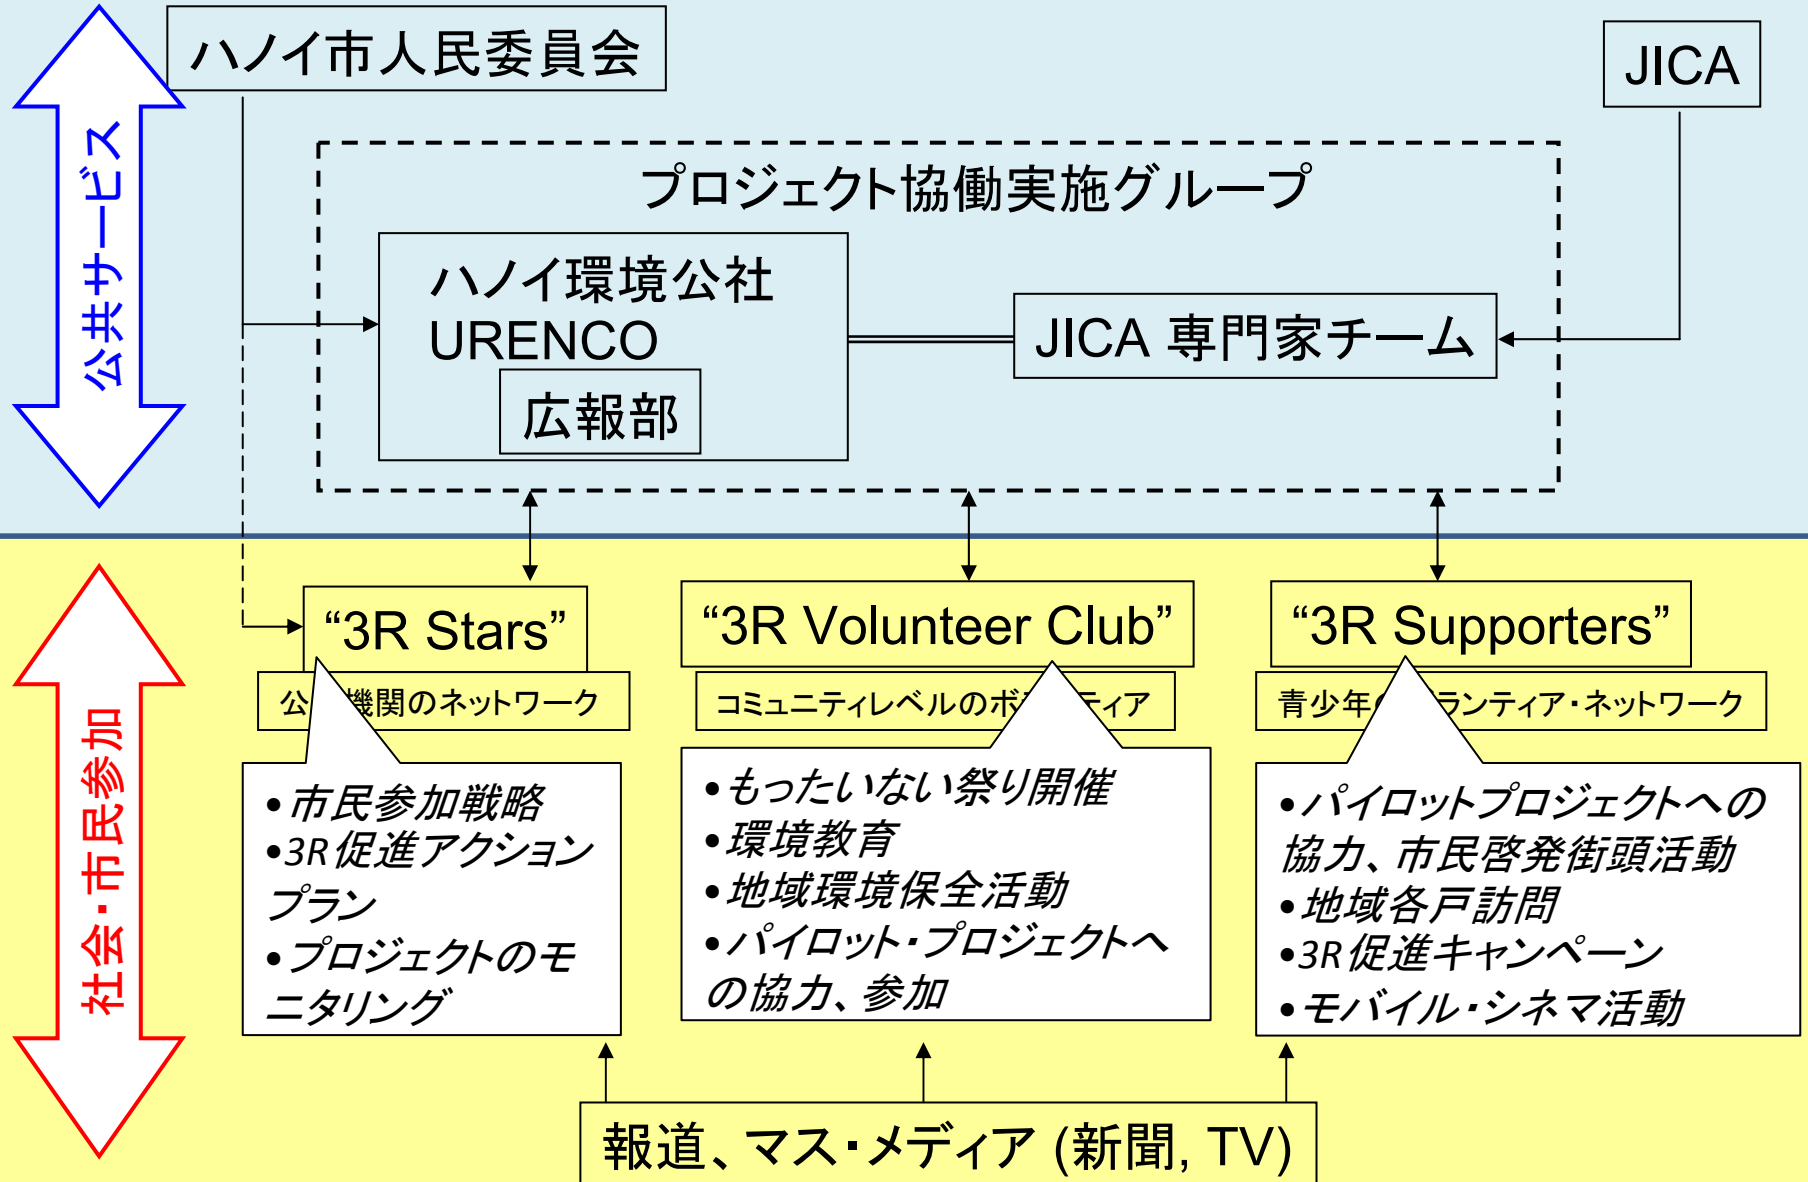 ハノイ市人民委員会
JICA
公共サービス
プロジェクト協働実施グループ
ハノイ環境公社
URENCO
広報部
JICA 専門家チーム
社会・市民参加
“3R Stars”
“3R Volunteer Club”
“3R Supporters”
公 機関のネットワーク
コミュニティレベルのボ ティア
青少年の ランティア・ネットワーク
•市民参加戦略
•3R促進アクション
プラン
•プロジェクトのモ
ニタリング
•もったいない祭り開催
•環境教育
•地域環境保全活動
•パイロット・プロジェクトへ
の協力、参加
•パイロットプロジェクトへの
協力、市民啓発街頭活動
•地域各戸訪問
•3R促進キャンペーン
•モバイル・シネマ活動
報道、マス・メディア (新聞, TV)